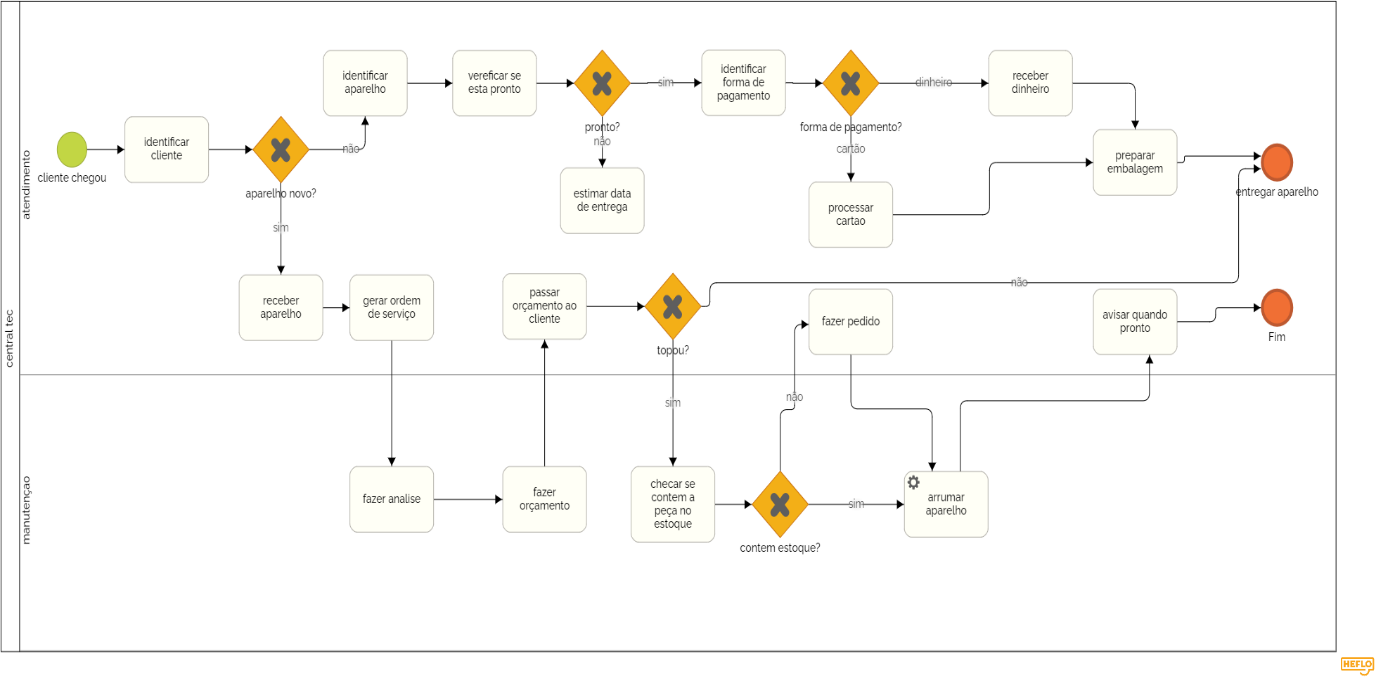 central tec
atendimento
manutençao
cliente chegou
identificar
cliente
aparelho novo?
não
sim
identificar
aparelho
vereficar se
esta pronto
pronto?
não
sim
estimar data
de entrega
identificar
forma de
pagamento
forma de pagamento?
dinheiro
cartão
receber
dinheiro
processar
cartao
preparar
embalagem
entregar aparelho
receber
aparelho
gerar ordem
de serviço
passar
orçamento ao
cliente
topou?
não
sim
fazer pedido
avisar quando
pronto
Fim
fazer analise
fazer
orçamento
checar se
contem a
peça no
estoque
contem estoque?
não
sim
arrumar
aparelho
HEFLO